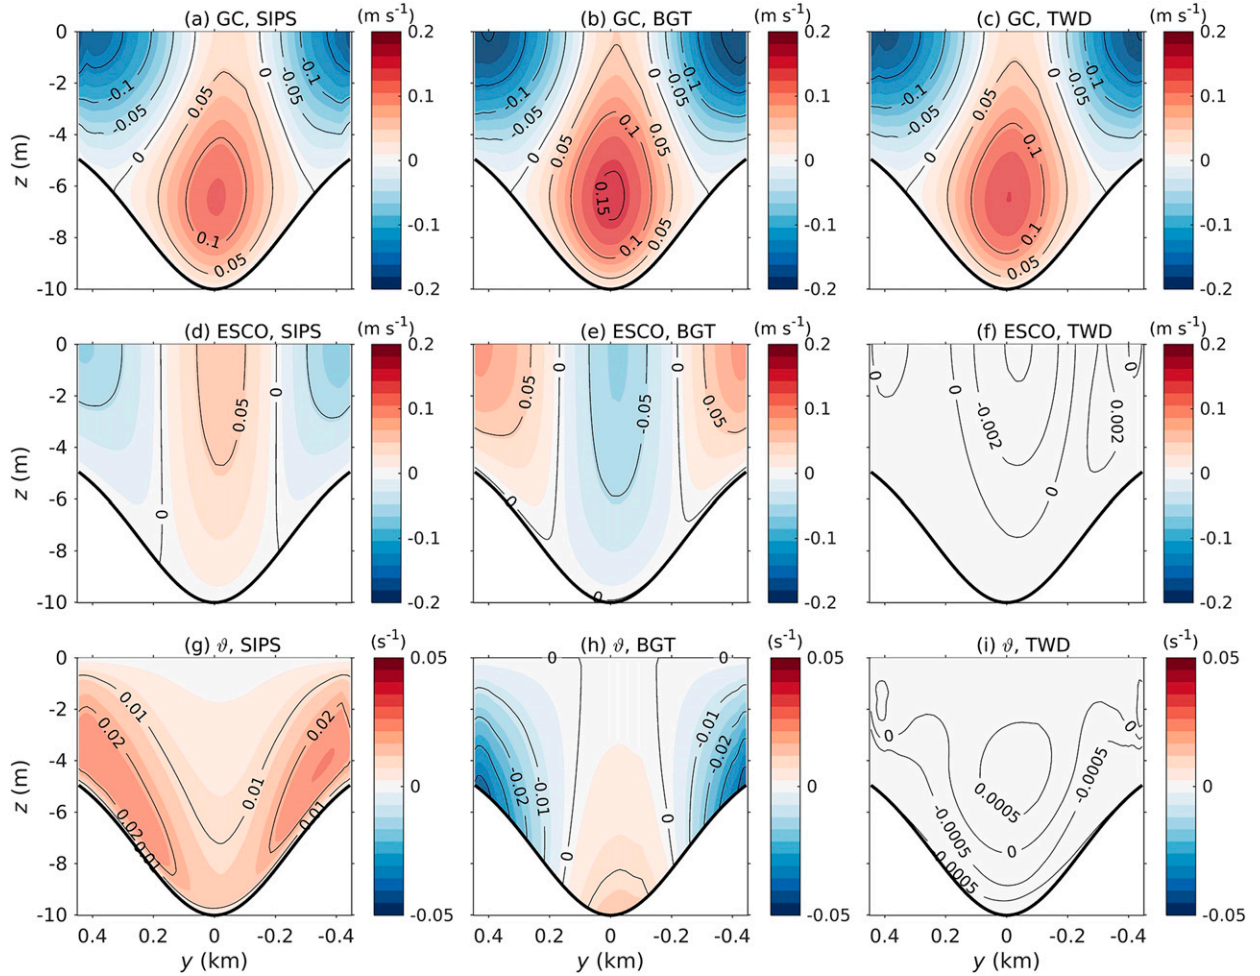 (a) GC, SIPS (m s⁻¹) (b) GC, BGT (m s⁻¹) (c) GC, TWD (m s⁻¹)
0 0.2 0.2 0.2
-2 0.1 0.1 0.1
-4 0 0 0
-6 -0.1 -0.1 -0.1
-8 -0.2 -0.2 -0.2
-10
z (m)
-0.1 -0.05 0 0.05 0 -0.05 -0.1 0.1 0.05
-0.1 -0.05 0 0.05 0.1 0.05 0 -0.05 -0.1 0.15 0.1 0.05
-0.1 -0.05 0 0.05 0 -0.05 -0.1 0.1 0.1 0.05
(d) ESCO, SIPS (m s⁻¹) (e) ESCO, BGT (m s⁻¹) (f) ESCO, TWD (m s⁻¹)
0 0.2 0.2 0.2
-2 0.1 0.1 0.1
-4 0 0 0
-6 -0.1 -0.1 -0.1
-8 -0.2 -0.2 -0.2
-10
z (m)
0.05 0 0
0.05 0 -0.05 0 0.05 0 0
0 -0.002 0 0.002 0
(g) ϑ, SIPS (s⁻¹) (h) ϑ, BGT (s⁻¹) (i) ϑ, TWD (s⁻¹)
0 0.05 0.05 0.05
-2 0 0 0
-4 -0.05 -0.05 -0.05
-6
-8
-10
z (m)
0.01 0.02 0.02 0.01 0.01 0.02 0.01
0 0 -0.01 -0.02 -0.02 -0.01 0 0
0 0 0.0005 -0.0005 -0.0005 0 0.0005
0.4 0.2 0 -0.2 -0.4 0.4 0.2 0 -0.2 -0.4 0.4 0.2 0 -0.2 -0.4
y (km) y (km) y (km)